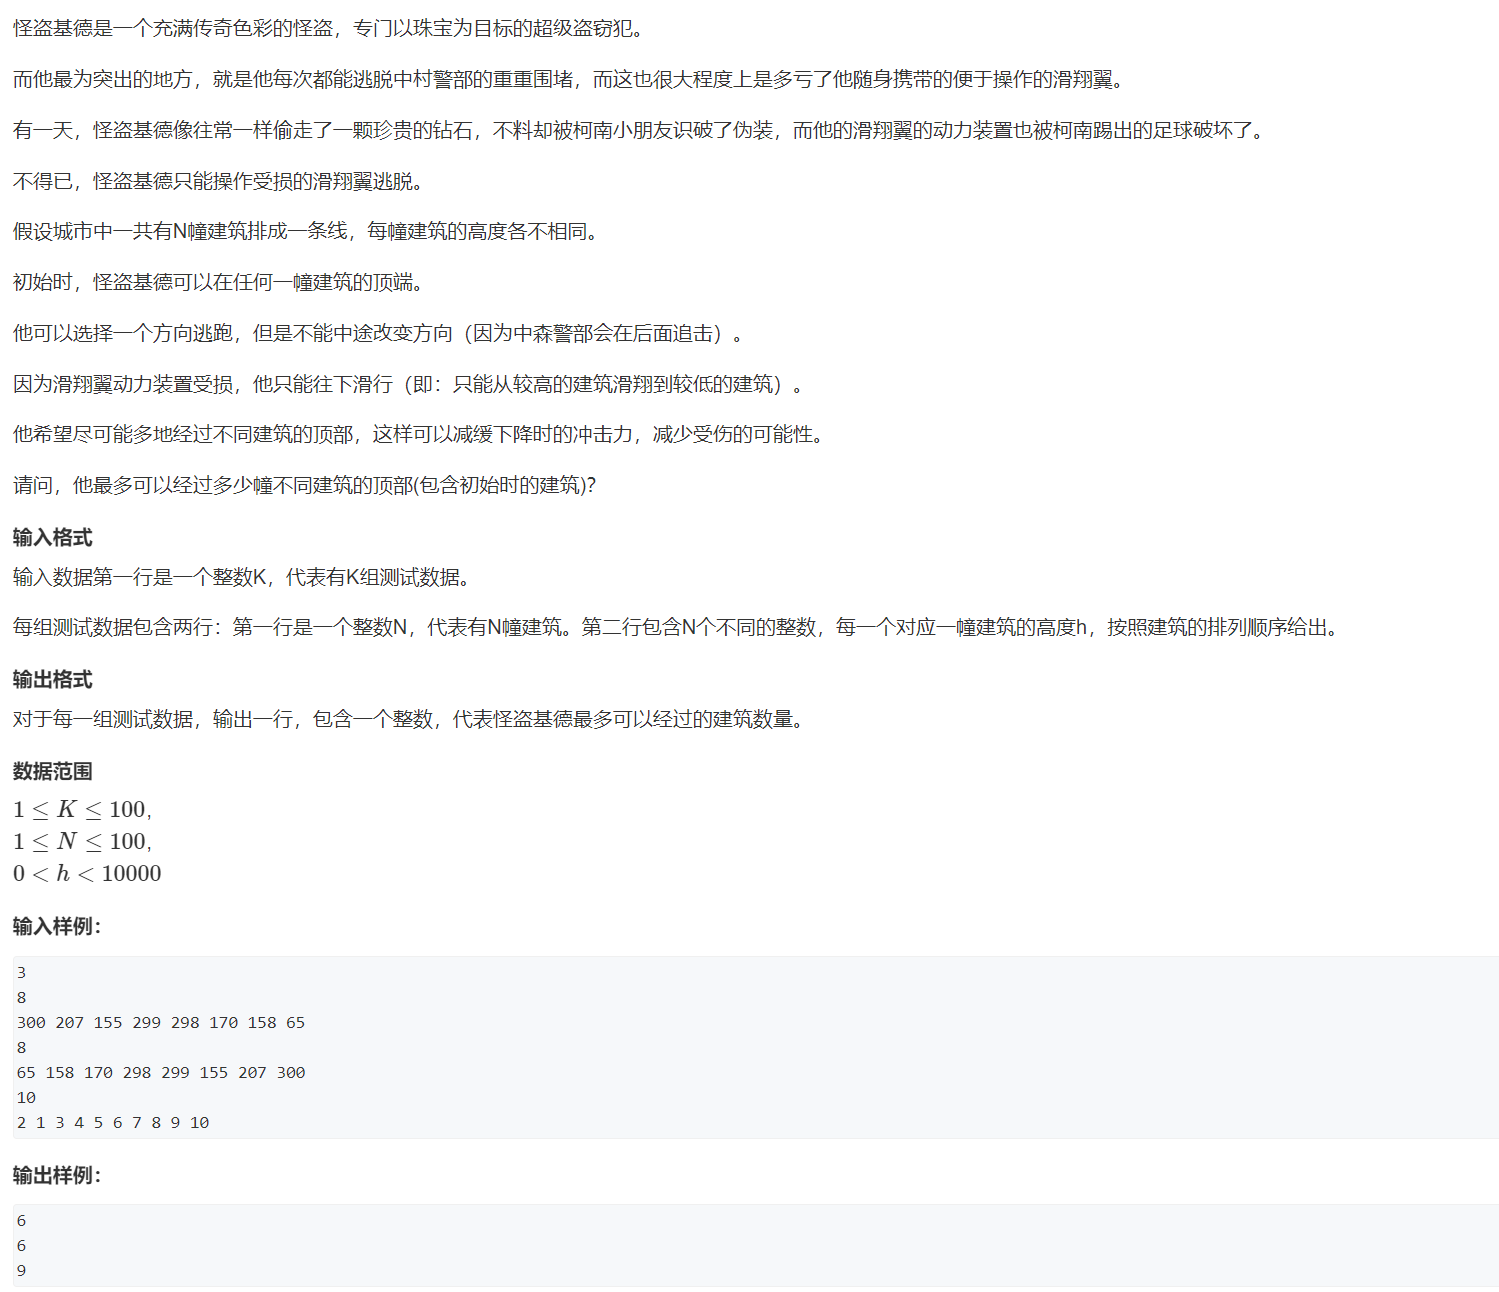 怪盗基德是一个充满传奇色彩的怪盗，专门以珠宝为目标的超级盗窃犯。
而他最为突出的地方，就是他每次都能逃脱中村警部的重重围堵，而这也很大程度上是多亏了他随身携带的便于操作的滑翔翼。
有一天，怪盗基德像往常一样偷走了一颗珍贵的钻石，不料却被柯南小朋友识破了伪装，而他的滑翔翼的动力装置也被柯南踢出的足球破坏了。
不得已，怪盗基德只能操作受损的滑翔翼逃脱。
假设城市中一共有N幢建筑排成一条线，每幢建筑的高度各不相同。
初始时，怪盗基德可以在任何一幢建筑的顶端。
他可以选择一个方向逃跑，但是不能中途改变方向（因为中森警部会在后面追击）。
因为滑翔翼动力装置受损，他只能往下滑行（即：只能从较高的建筑滑翔到较低的建筑）。
他希望尽可能多地经过不同建筑的顶部，这样可以减缓下降时的冲击力，减少受伤的可能性。
请问，他最多可以经过多少幢不同建筑的顶部(包含初始时的建筑)?
输入格式
输入数据第一行是一个整数K，代表有K组测试数据。
每组测试数据包含两行：第一行是一个整数N，代表有N幢建筑。第二行包含N个不同的整数，每一个对应一幢建筑的高度h，按照建筑的排列顺序给出。
输出格式
对于每一组测试数据，输出一行，包含一个整数，代表怪盗基德最多可以经过的建筑数量。
数据范围
1 ≤ K ≤ 100,
1 ≤ N ≤ 100,
0 < h < 10000
输入样例：
3
8
300 207 155 299 298 170 158 65
8
65 158 170 298 299 155 207 300
10
2 1 3 4 5 6 7 8 9 10
输出样例：
6
6
9